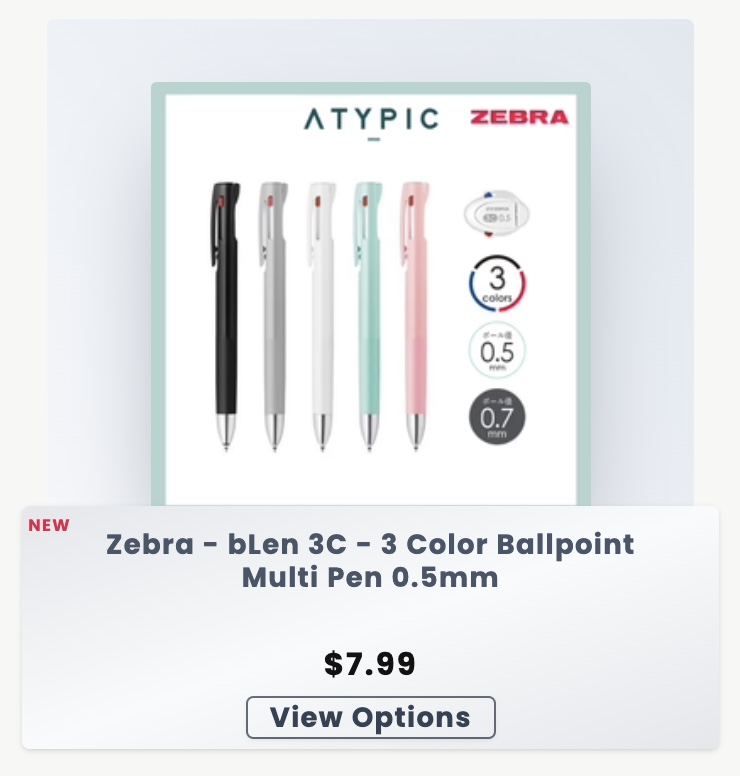 ATYPIC
ZEBRA
3
colors
ボール径
0.5
mm
ボール径
0.7
mm
NEW
Zebra - bLen 3C - 3 Color Ballpoint
Multi Pen 0.5mm
$7.99
View Options